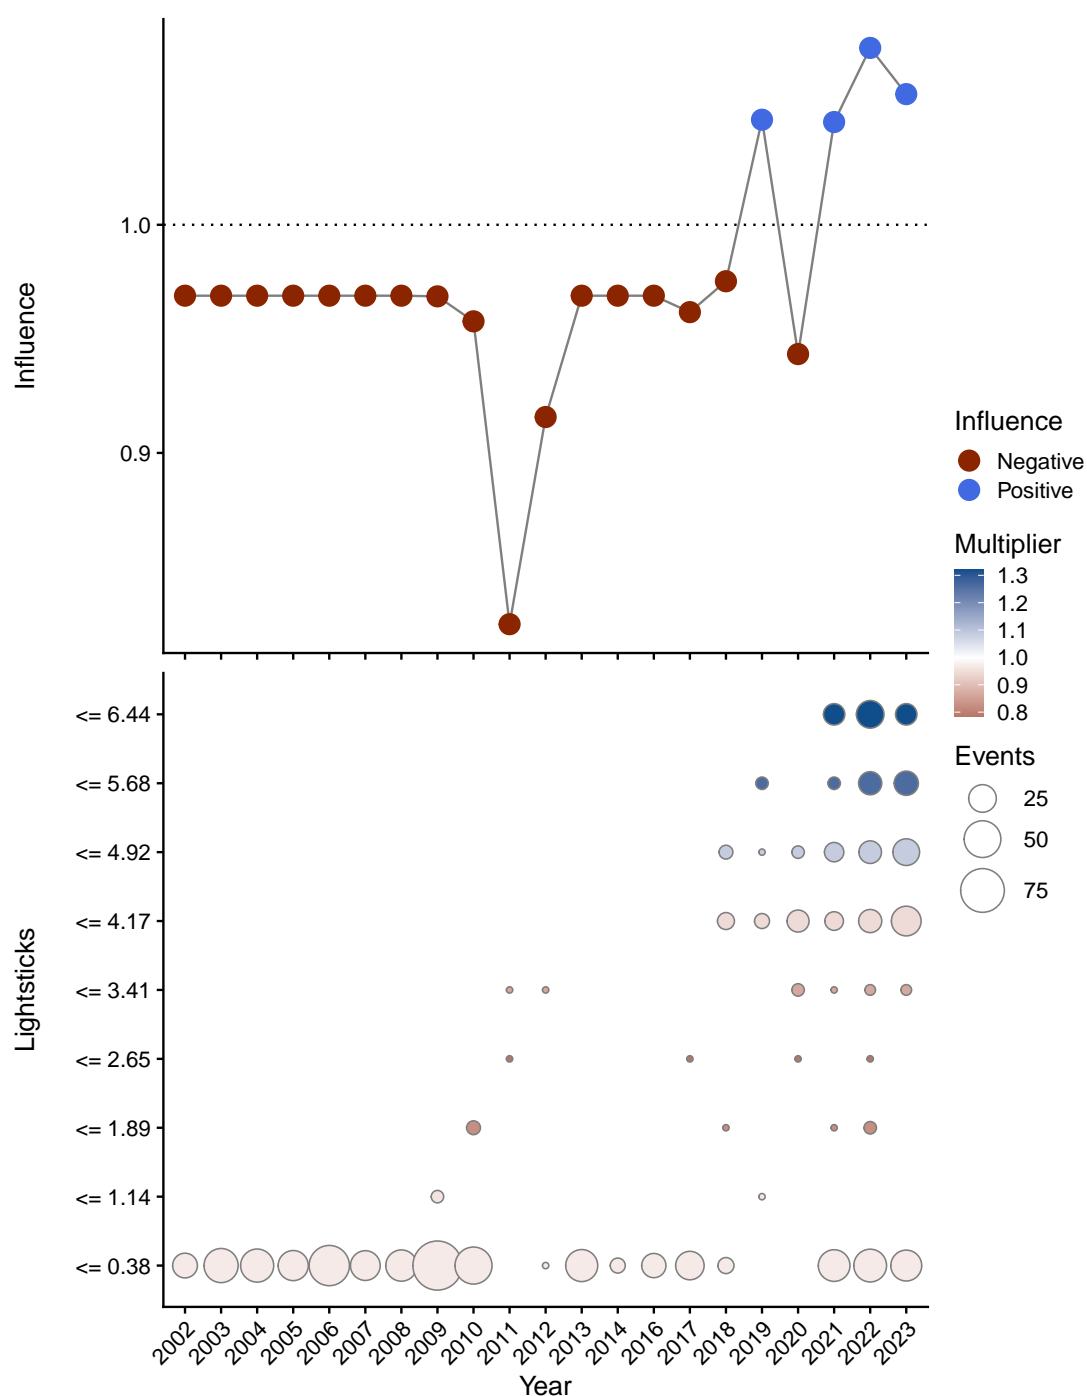 Influence
1.0
0.9
Lightsticks
<= 6.44
<= 5.68
<= 4.92
<= 4.17
<= 3.41
<= 2.65
<= 1.89
<= 1.14
<= 0.38
2002 2003 2004 2005 2006 2007 2008 2009 2010 2011 2012 2013 2014 2016 2017 2018 2019 2020 2021 2022 2023
Year
Influence
Negative
Positive
Multiplier
1.3
1.2
1.1
1.0
0.9
0.8
Events
25
50
75